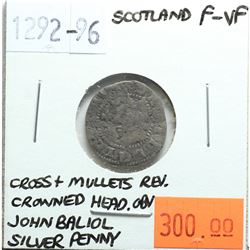 1292-96
SCOTLAND F-VF
CROSS + MULLETS REV.
CROWNED HEAD. OBV
JOHN BALIOL
SILVER PENNY
300.00